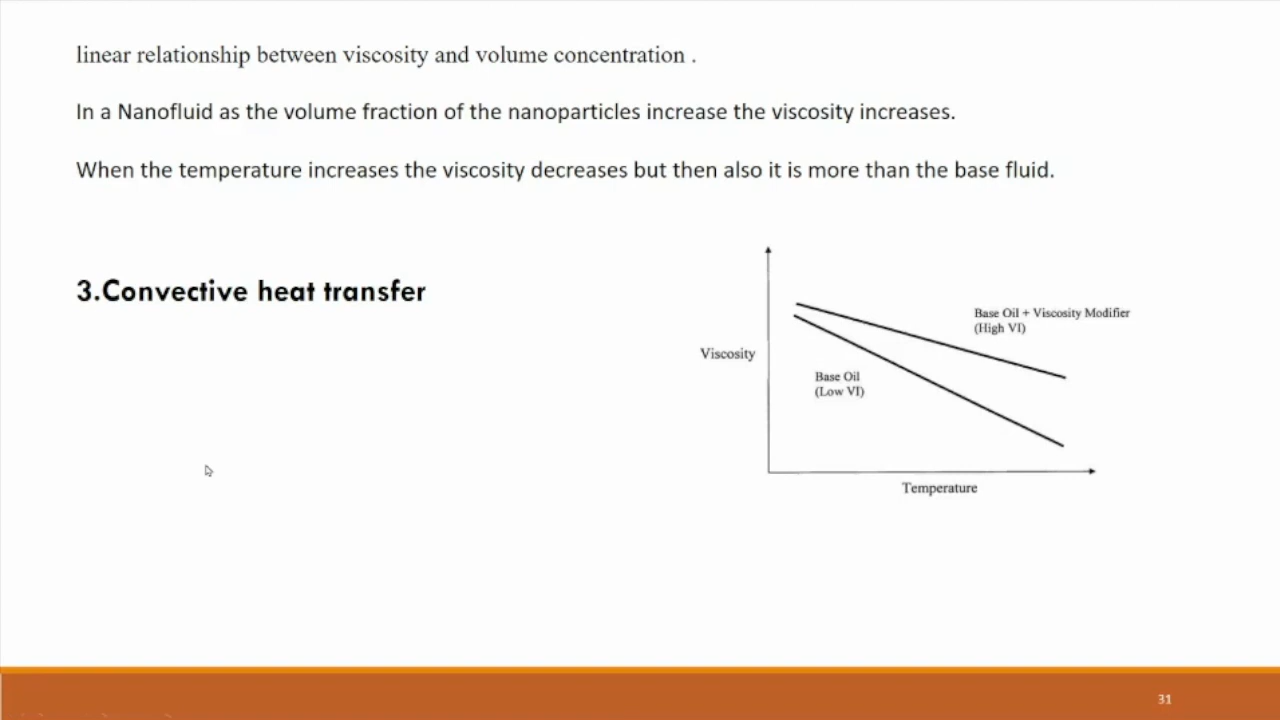 linear relationship between viscosity and volume concentration .
In a Nanofluid as the volume fraction of the nanoparticles increase the viscosity increases.
When the temperature increases the viscosity decreases but then also it is more than the base fluid.
3.Convective heat transfer
Base Oil + Viscosity Modifier
(High VI)
Viscosity
Base Oil
(Low VI)
Temperature
31